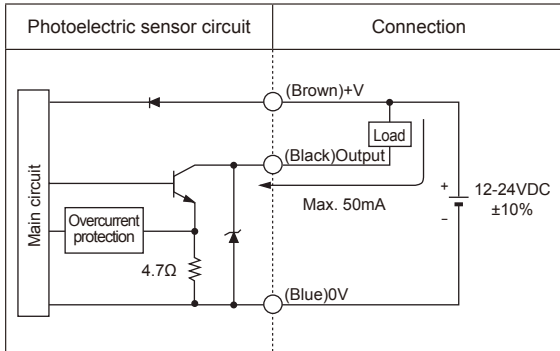 Photoelectric sensor circuit
Connection
(Brown)+V
Load
(Black)Output
Max. 50mA
+
12-24VDC
±10%
−
Main circuit
Overcurrent
protection
4.7Ω
(Blue)0V